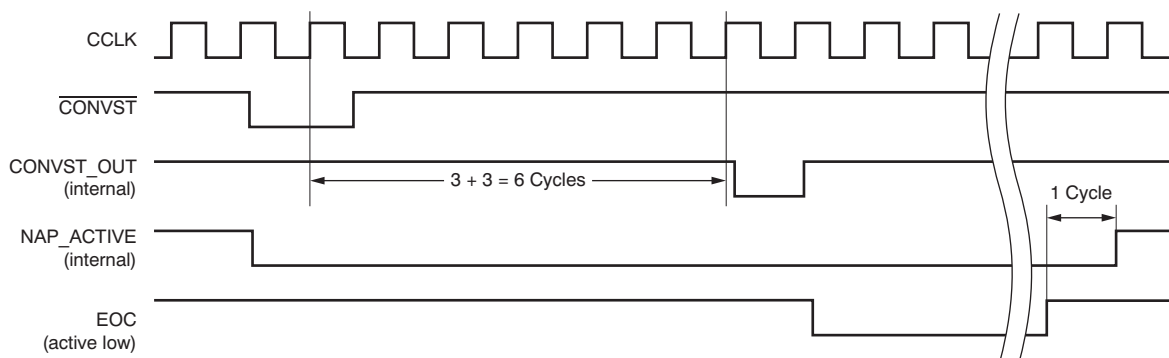 CCLK
CONVST
CONVST_OUT
(internal)
3 + 3 = 6 Cycles
1 Cycle
NAP_ACTIVE
(internal)
EOC
(active low)